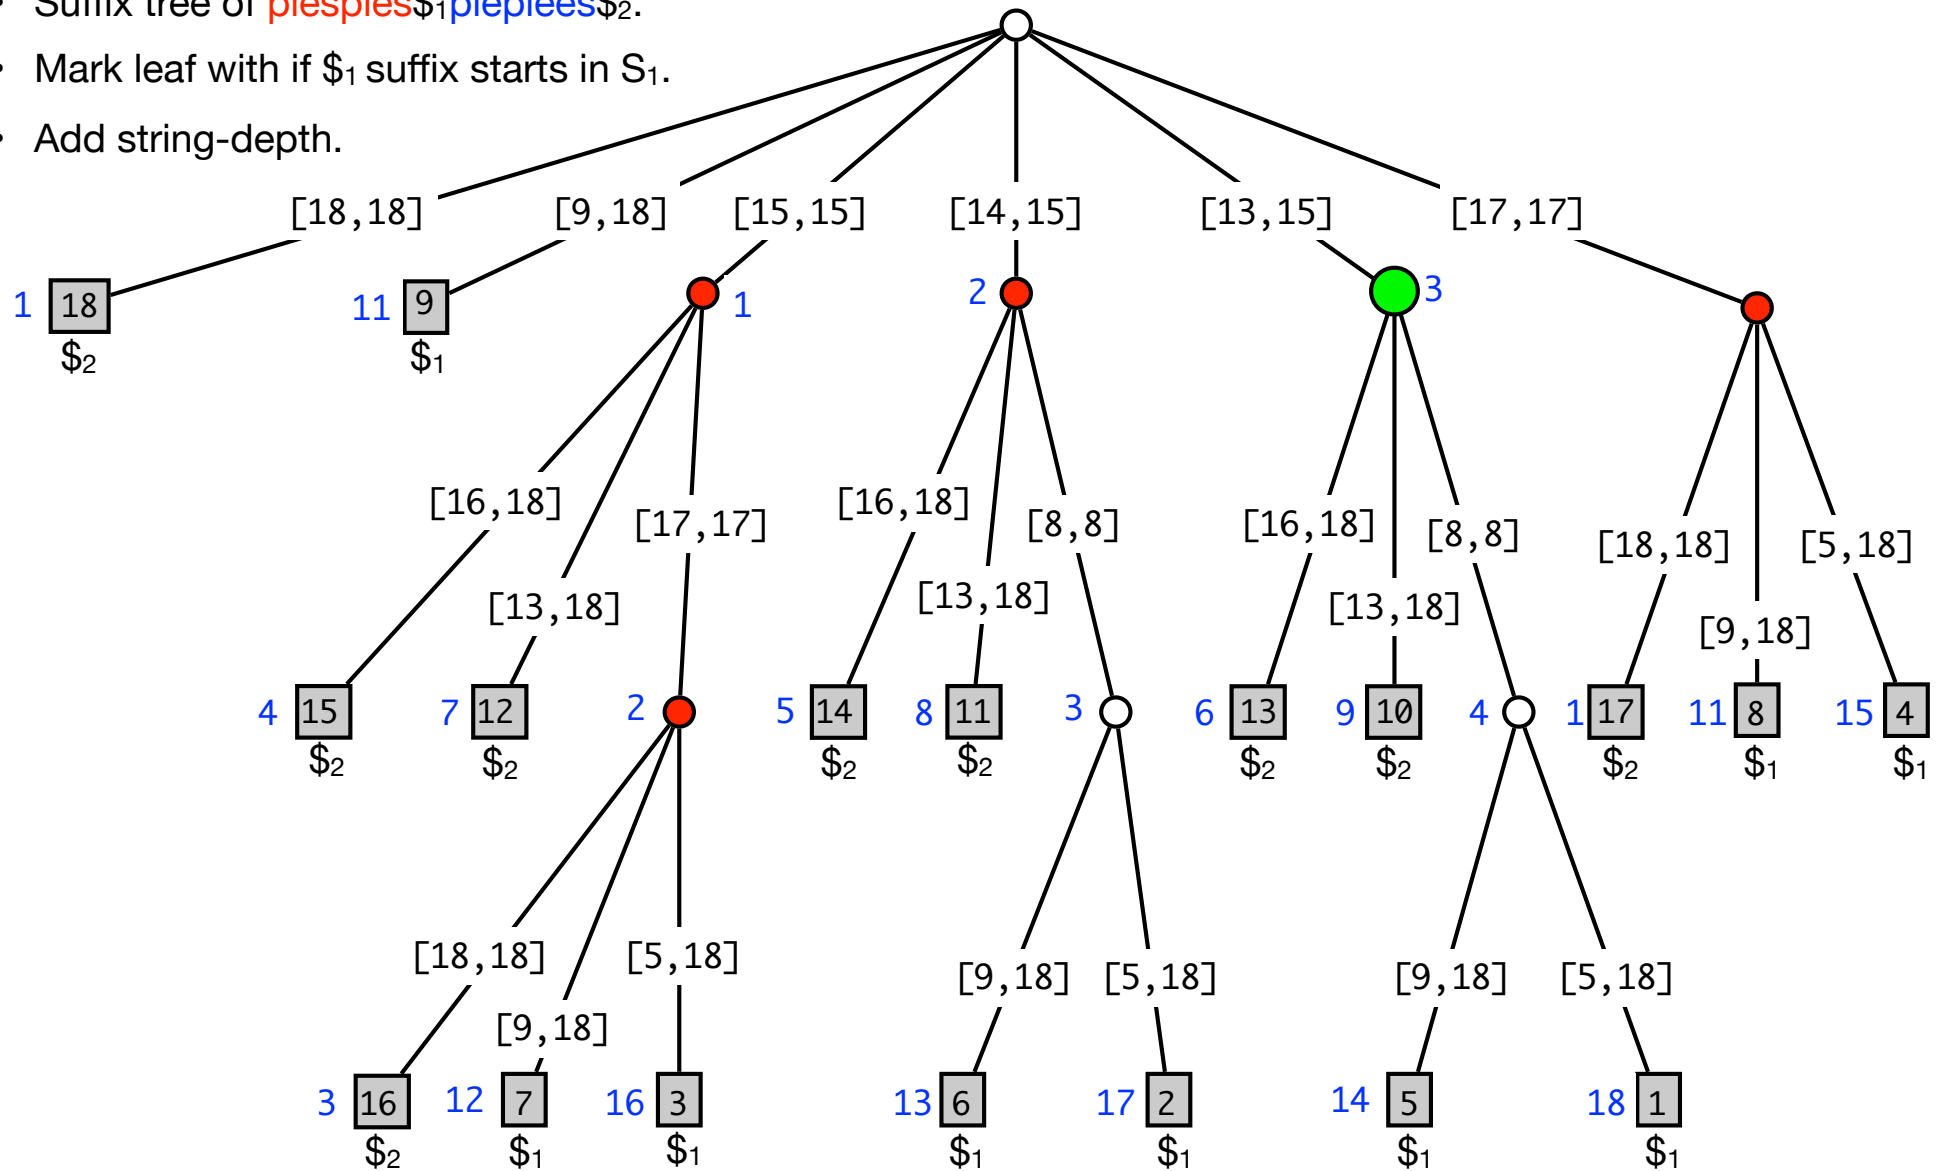 Suffix tree of
• Mark leaf with if $₁ suffix starts in S₁.
• Add string-depth.
[18,18] [9,18] [15,15] [14,15] [13,15] [17,17]
1 18 11 9 1 2 3
$₂ $₁
[16,18] [17,17] [16,18] [8,8] [16,18] [8,8] [18,18] [5,18]
[13,18] [13,18] [13,18] [9,18]
4 15 7 12 2 5 14 8 11 3 6 13 9 10 4 1 17 11 8 15 4
$₂ $₂ $₂ $₂ $₂ $₂ $₂ $₁ $₁
[18,18] [5,18] [9,18] [5,18] [9,18] [5,18]
[9,18]
3 16 12 7 16 3 13 6 17 2 14 5 18 1
$₂ $₁ $₁ $₁ $₁ $₁ $₁